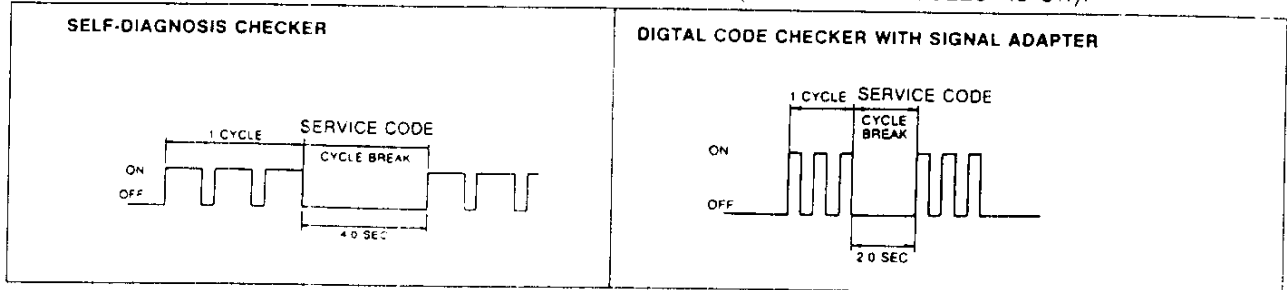 SELF-DIAGNOSIS CHECKER
1 CYCLE
SERVICE CODE
CYCLE BREAK
ON
OFF
4.0 SEC
DIGTAL CODE CHECKER WITH SIGNAL ADAPTER
1 CYCLE
SERVICE CODE
CYCLE
BREAK
ON
OFF
2.0 SEC